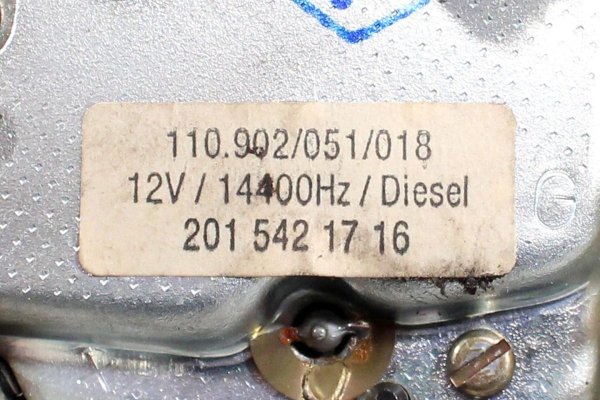 110.902/051/018
12V / 14400Hz / Diesel
201 542 17 16
G